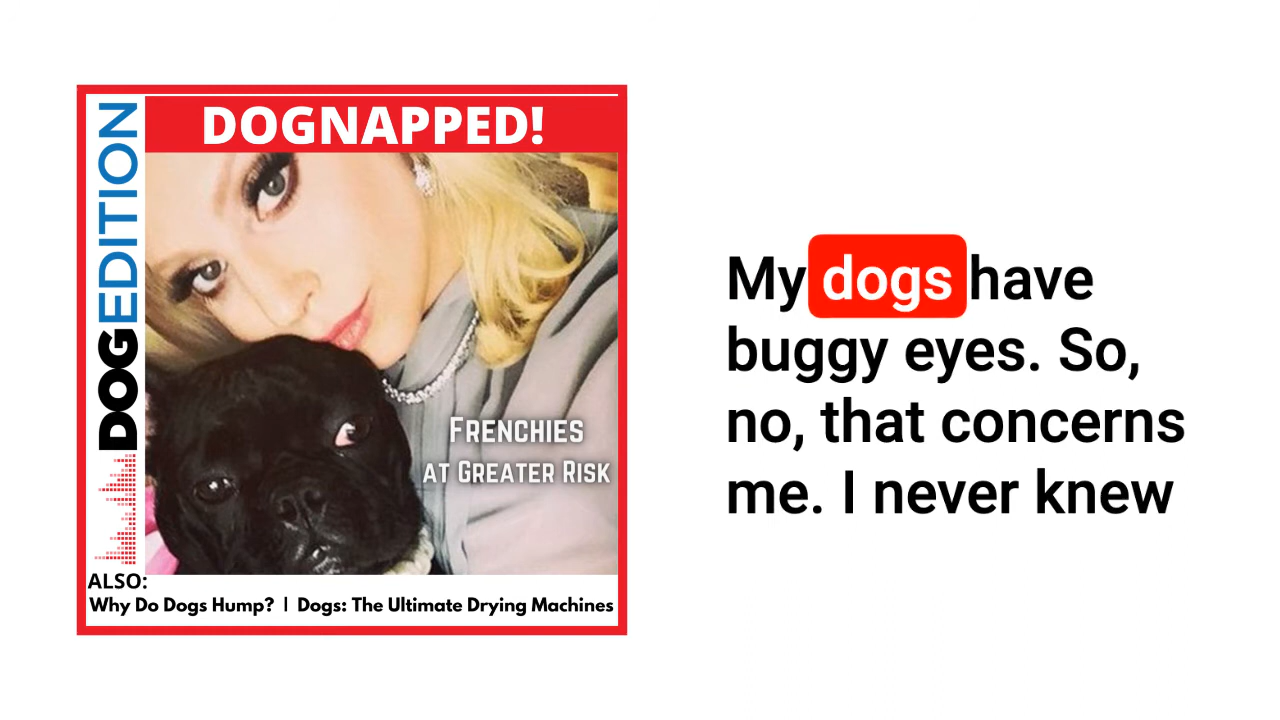 DOGNAPPED!
DOGEDITION
FRENCHIES
AT GREATER RISK
ALSO:
Why Do Dogs Hump? | Dogs: The Ultimate Drying Machines
My dogs have
buggy eyes. So,
no, that concerns
me. I never knew